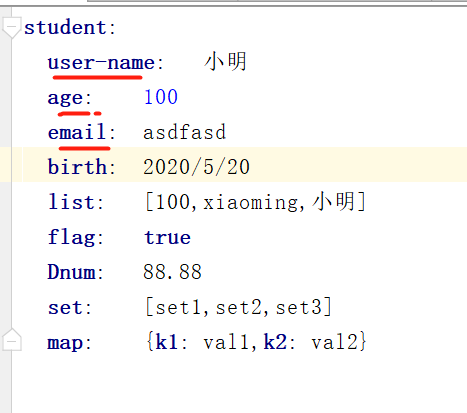 student:
user-name: 小明
age: 100
email: asdfasd
birth: 2020/5/20
list: [100,xiaoming,小明]
flag: true
Dnum: 88.88
set: [set1,set2,set3]
map: {k1: val1,k2: val2}